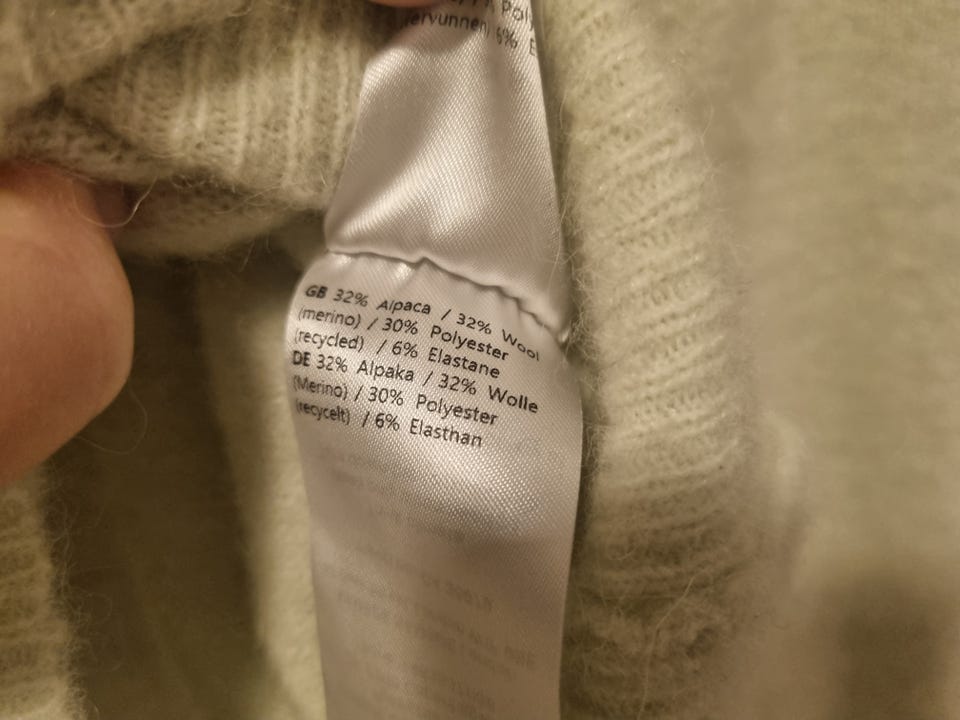 6% E
GB 32% Alpaca / 32% Wool
(merino) / 30% Polyester
(recycled) / 6% Elastane
DE 32% Alpaka / 32% Wolle
(Merino) / 30% Polyester
(recycelt) / 6% Elasthan